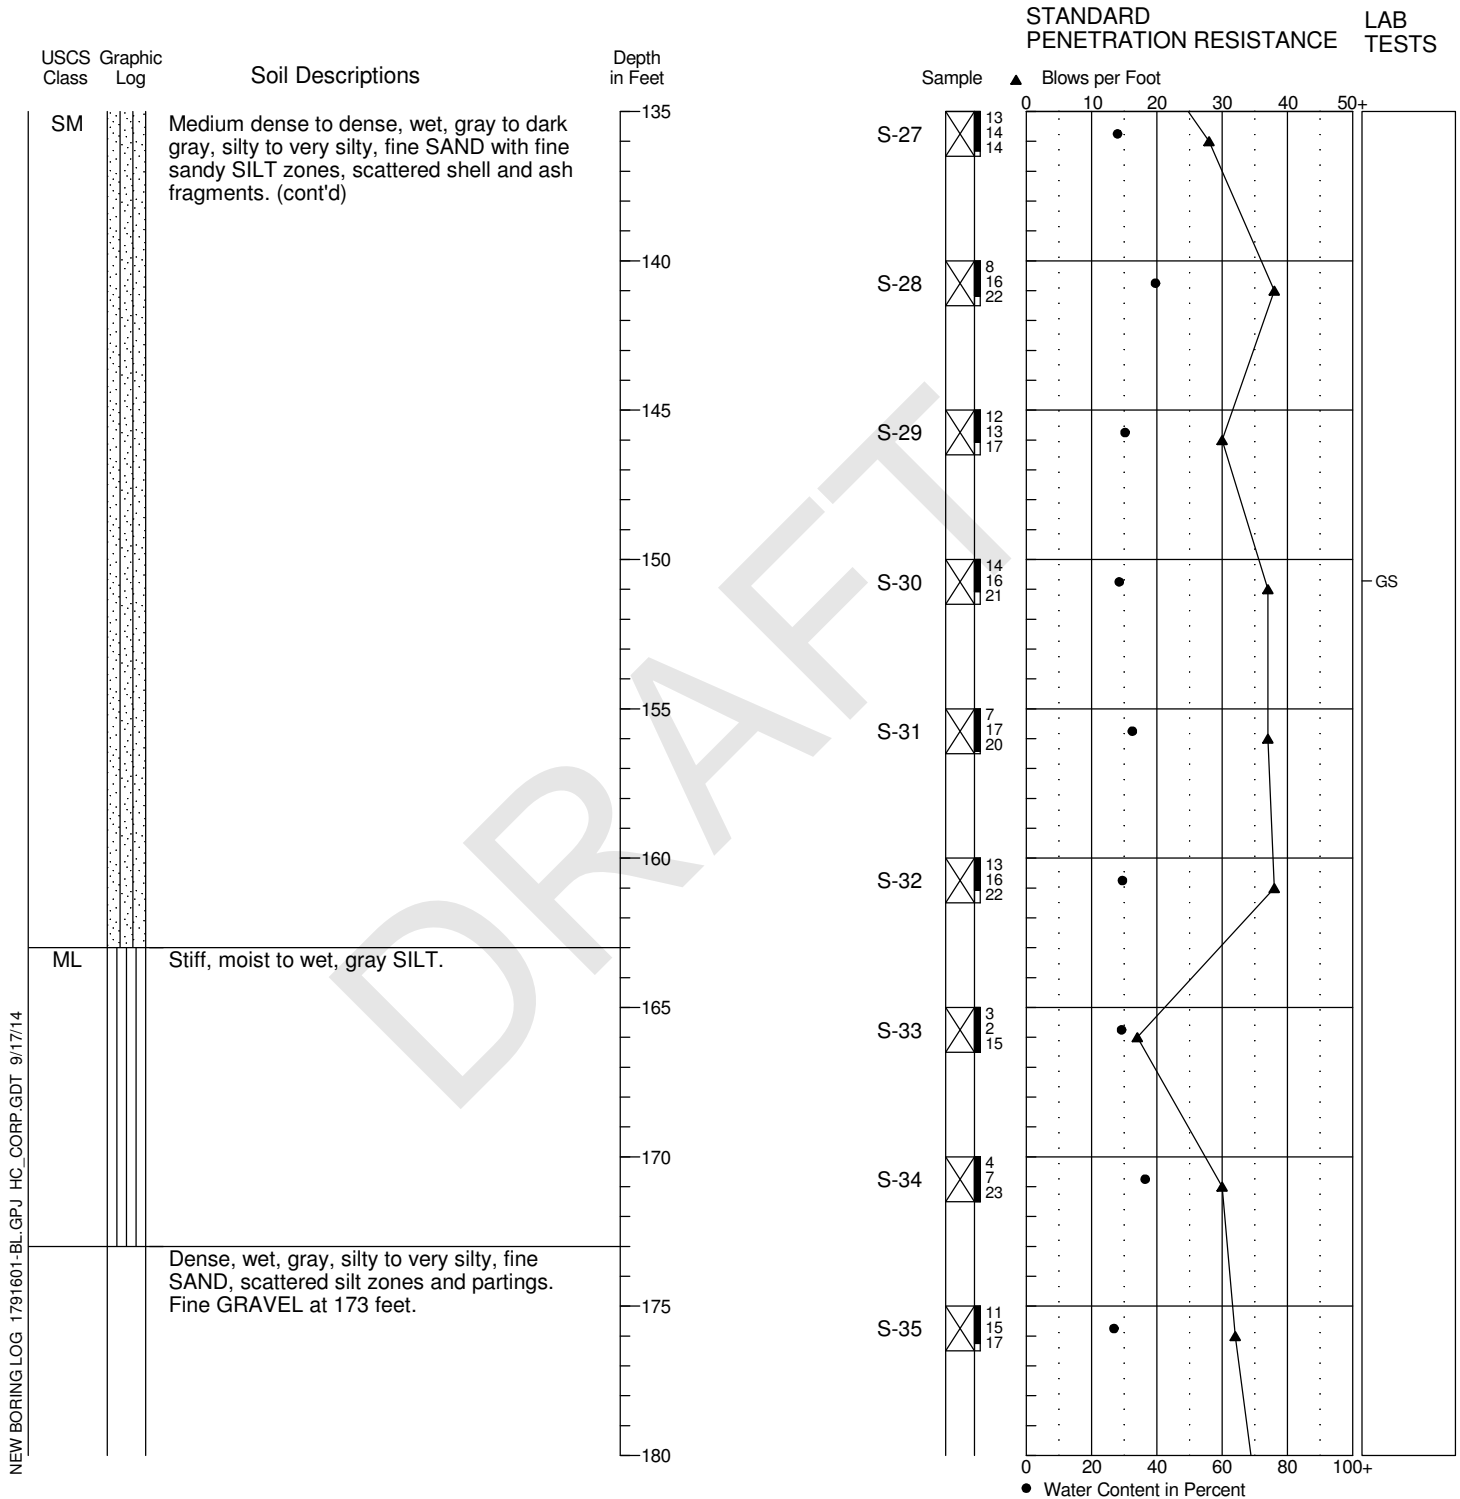 STANDARD
PENETRATION RESISTANCE
LAB
TESTS
USCS Graphic
Class Log
Soil Descriptions
Depth
in Feet
Sample
▲ Blows per Foot
0 10 20 30 40 50+
SM
Medium dense to dense, wet, gray to dark
gray, silty to very silty, fine SAND with fine
sandy SILT zones, scattered shell and ash
fragments. (cont'd)
135
S-27
13
14
14
140
S-28
8
16
22
145
S-29
12
13
17
150
S-30
14
16
21
GS
155
S-31
7
17
20
160
S-32
13
16
22
ML
Stiff, moist to wet, gray SILT.
165
S-33
3
2
15
170
S-34
4
7
23
Dense, wet, gray, silty to very silty, fine
SAND, scattered silt zones and partings.
Fine GRAVEL at 173 feet.
175
S-35
11
15
17
180
0 20 40 60 80 100+
● Water Content in Percent
DRAFT
NEW BORING LOG 1791601-BL.GPJ HC_CORP.GDT 9/17/14